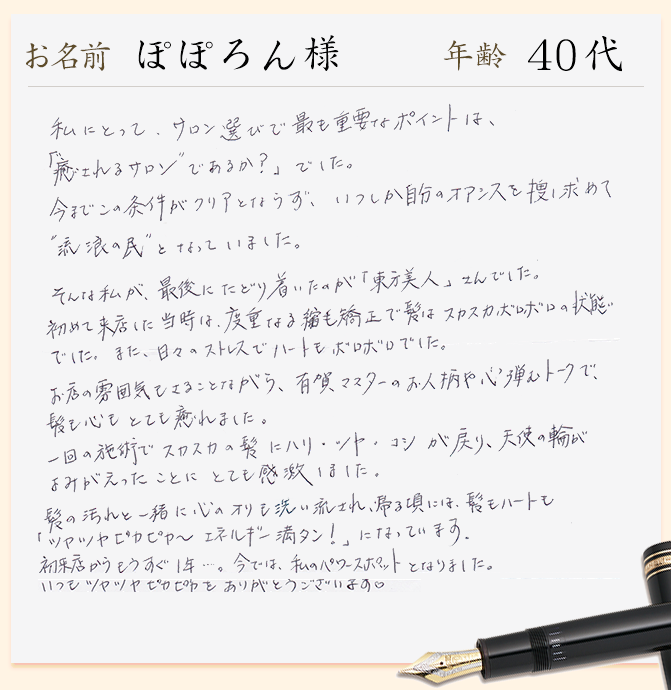 お名前 ぽぽろん様 年齢 40代
私にとって、サロン選びで最も重要なポイントは、
「"癒されるサロン"であるか?」でした。
今までこの条件がクリアとならず、いつしか自分のオアシスを捜し求めて
"流浪の民"となっていました。
そんな私が、最後にたどり着いたのが「東方美人」さんでした。
初めて来店した当時は、度重なる縮毛矯正で髪はスカスカボロボロの状態
でした。また、日々のストレスでハートもボロボロでした。
お店の雰囲気もさることながら、有賀マスターのお人柄や心弾むトークで、
髪も心もとても癒れました。
一回の施術でスカスカの髪にハリ・ツヤ・コシが戻り、天使の輪が
よみがえったことにとても感激しました。
髪の汚れと一緒に心のオリも洗い流され、帰る頃には、髪もハートも
「ツヤツヤピカピカ〜 エネルギー満タン!」になっています。
初来店からもうすぐ1年…。今では、私のパワースポットとなりました。
いつもツヤツヤピカピカをありがとうございます♡